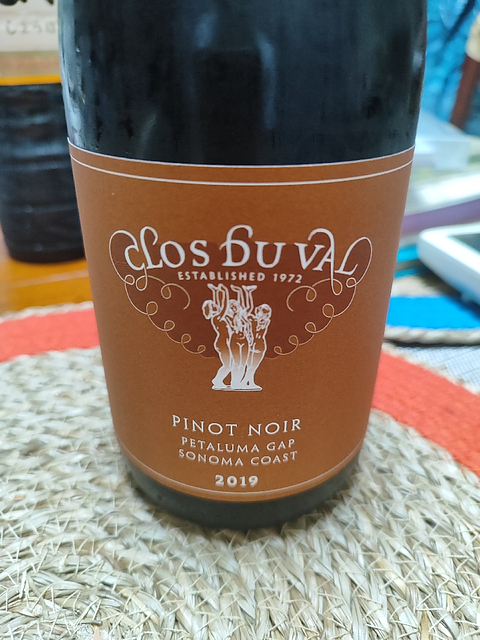 CLOS DU VAL
ESTABLISHED 1972
PINOT NOIR
PETALUMA GAP
SONOMA COAST
2019